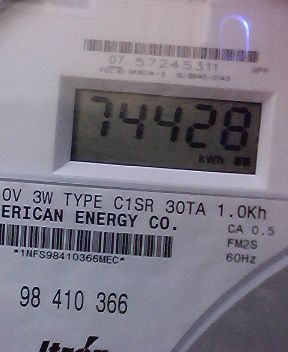 07 57245311
74428
kWh
0V 3W TYPE C1SR 30TA 1.0Kh
ERICAN ENERGY CO.
CA 0.5
FM2S
*1NFS98410366MEC*
60Hz
98 410 366
Itrón